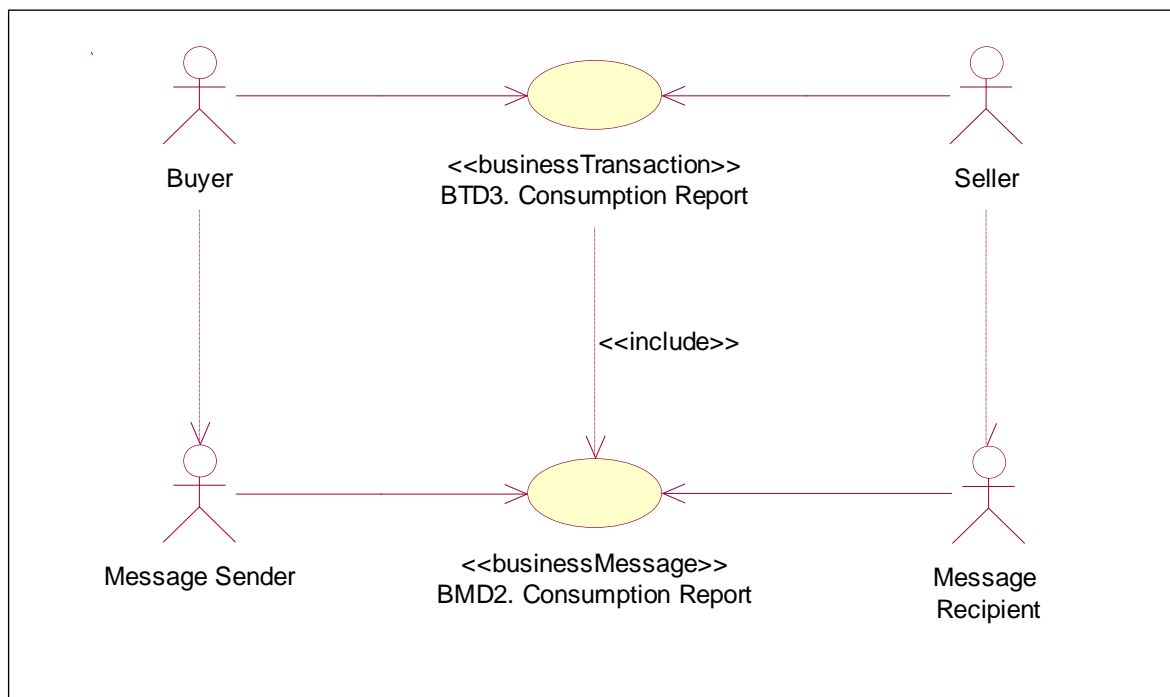 <<businessTransaction>>
Buyer
BTD3. Consumption Report
Seller
<<include>>
Message Sender
<<businessMessage>>
BMD2. Consumption Report
Message
Recipient